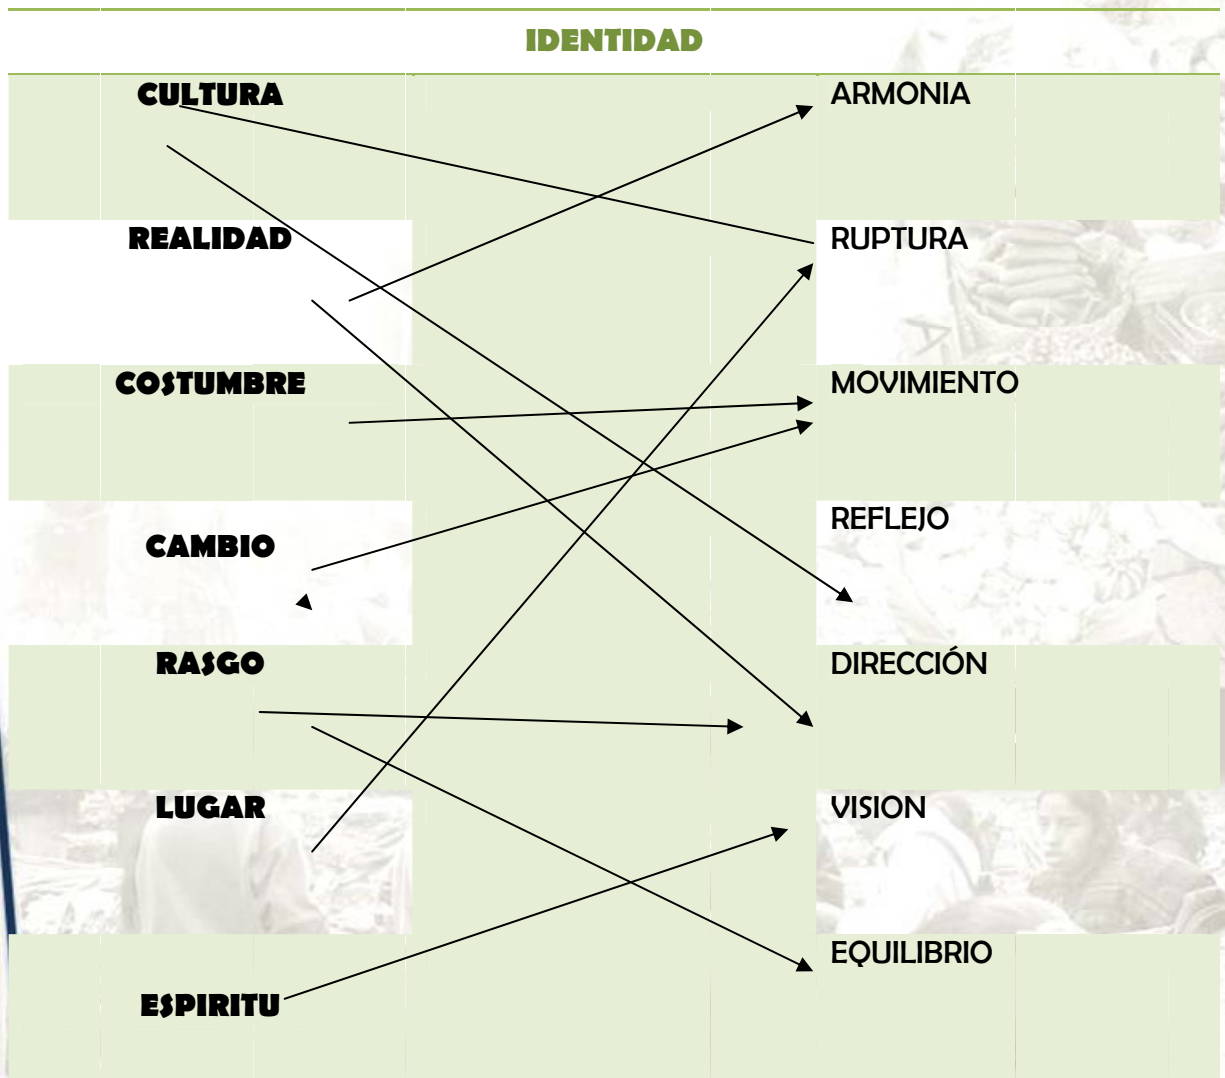 IDENTIDAD
CULTURA ARMONIA
REALIDAD RUPTURA
COSTUMBRE MOVIMIENTO
CAMBIO REFLEJO
RASGO DIRECCIÓN
LUGAR VISION
ESPIRITU EQUILIBRIO